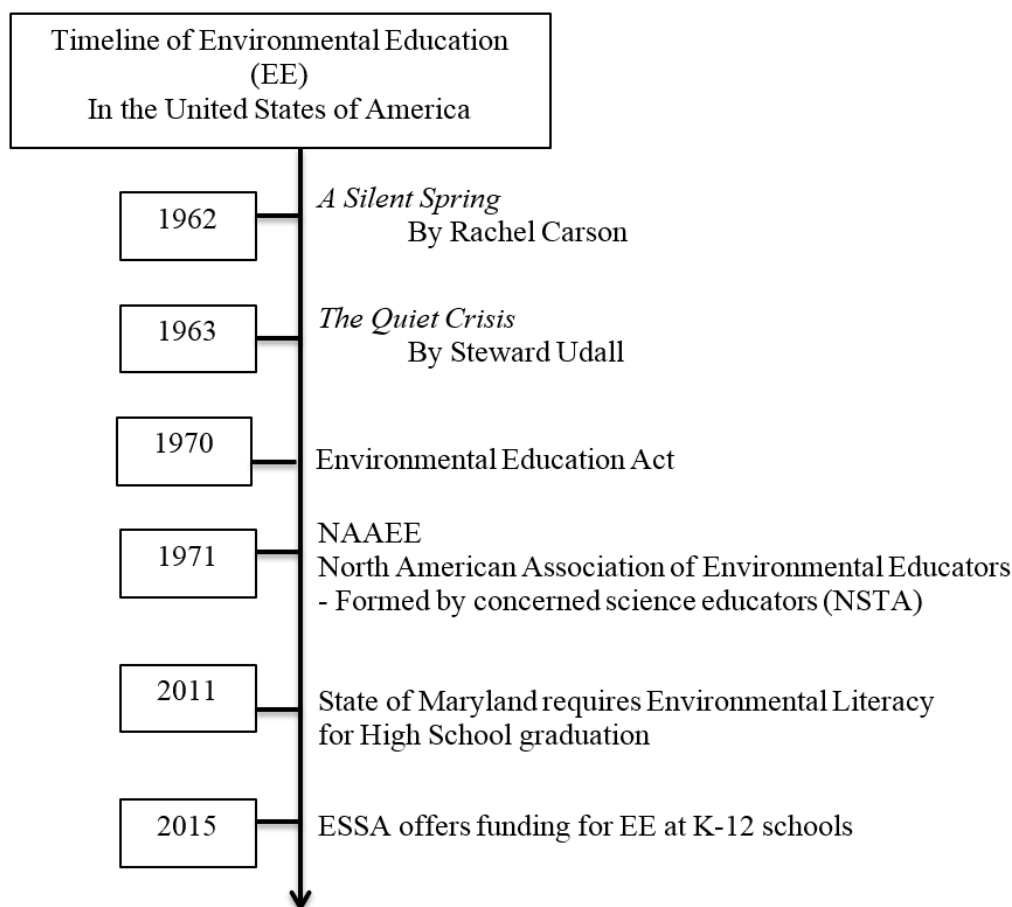 Timeline of Environmental Education
(EE)
In the United States of America
1962
A Silent Spring
By Rachel Carson
1963
The Quiet Crisis
By Steward Udall
1970
Environmental Education Act
1971
NAAEE
North American Association of Environmental Educators
- Formed by concerned science educators (NSTA)
2011
State of Maryland requires Environmental Literacy
for High School graduation
2015
ESSA offers funding for EE at K-12 schools